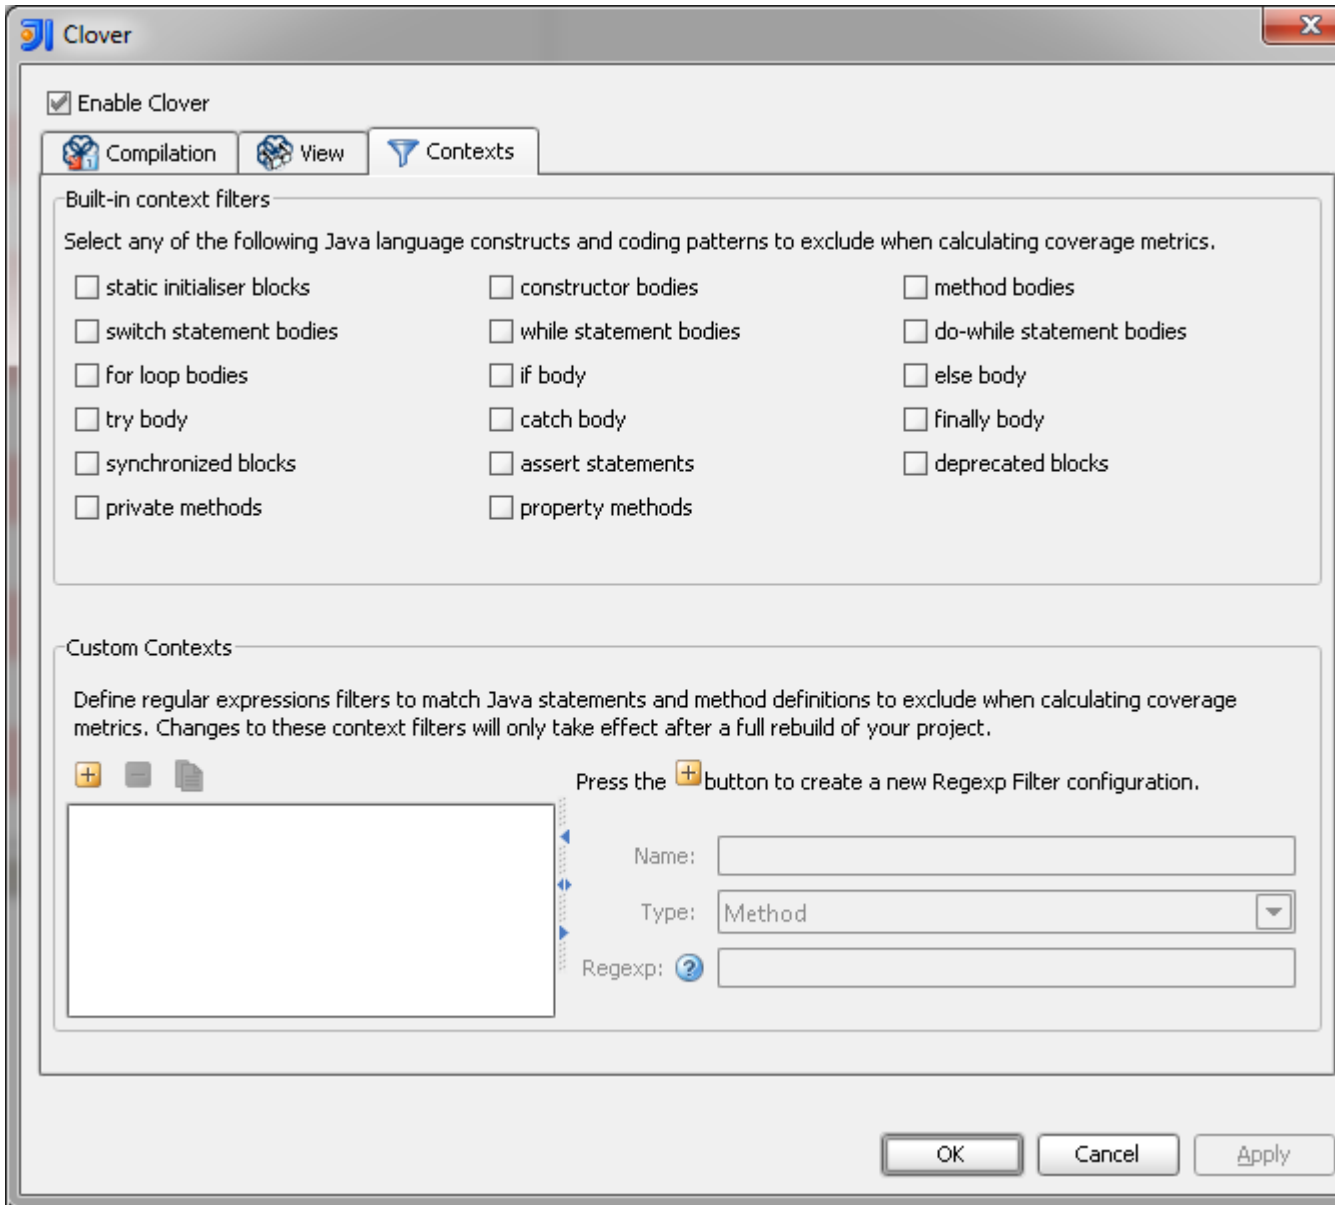 Clover
Enable Clover
Compilation View Contexts
Built-in context filters
Select any of the following Java language constructs and coding patterns to exclude when calculating coverage metrics.
static initialiser blocks constructor bodies method bodies
switch statement bodies while statement bodies do-while statement bodies
for loop bodies if body else body
try body catch body finally body
synchronized blocks assert statements deprecated blocks
private methods property methods
Custom Contexts
Define regular expressions filters to match Java statements and method definitions to exclude when calculating coverage
metrics. Changes to these context filters will only take effect after a full rebuild of your project.
Press the button to create a new Regexp Filter configuration.
Name:
Type: Method
Regexp:
OK Cancel Apply